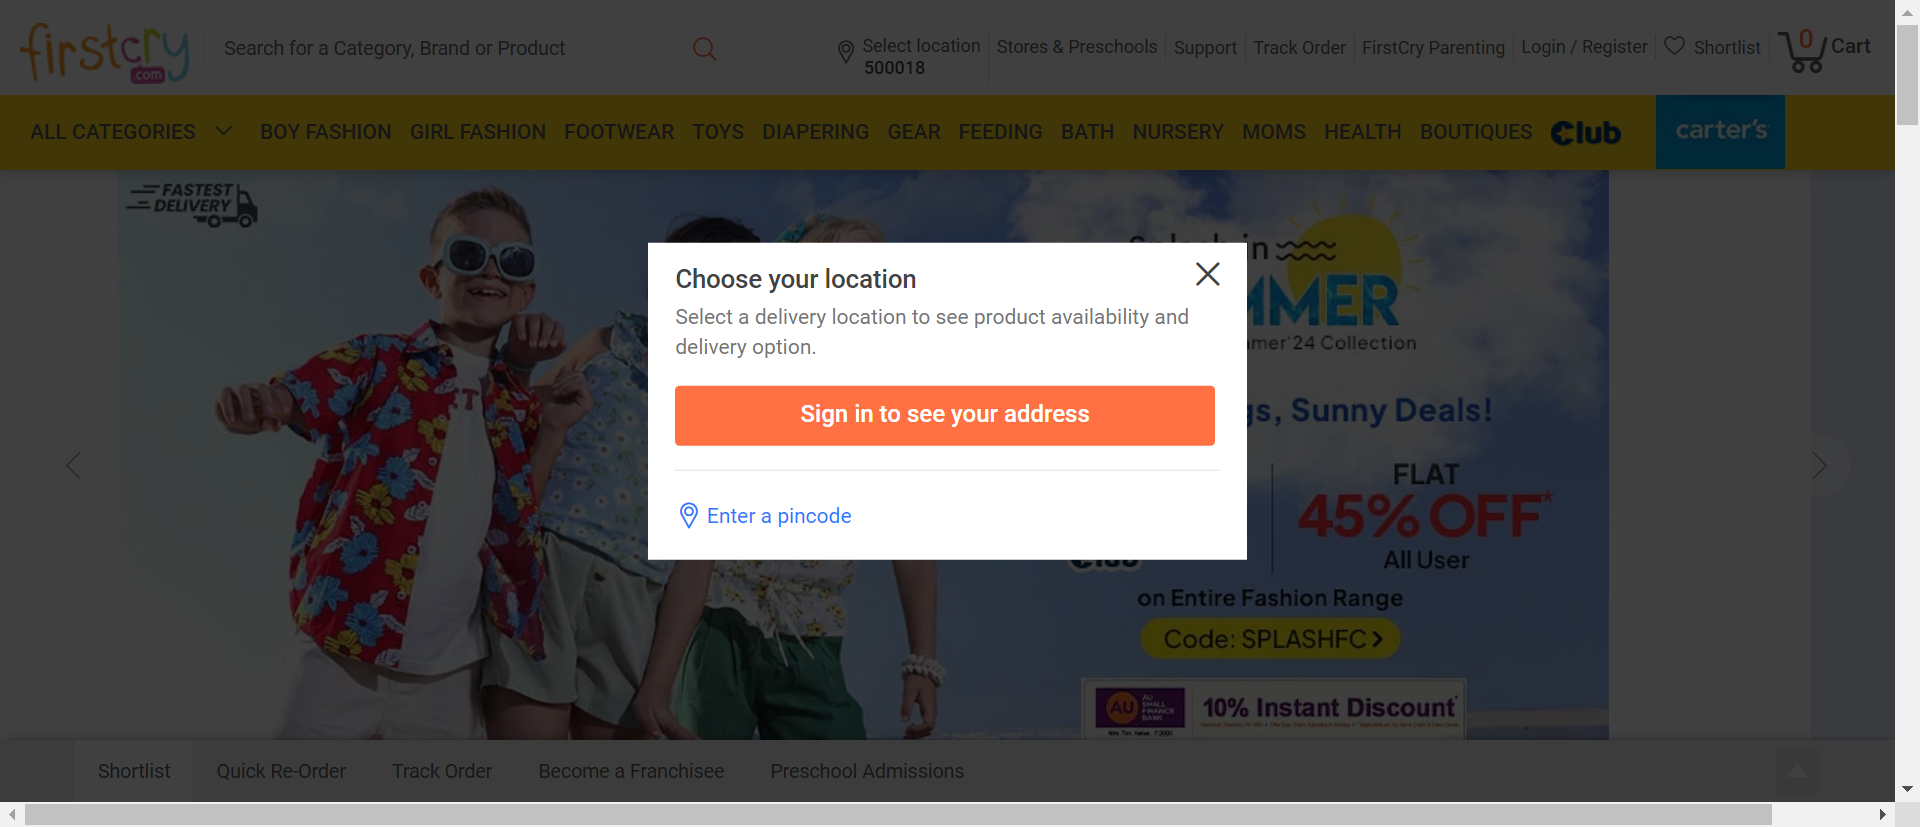 firstcry
.com
Search for a Category, Brand or Product
Select location
500018
Stores & Preschools
Support
Track Order
FirstCry Parenting
Login / Register
Shortlist
0
Cart
ALL CATEGORIES
BOY FASHION
GIRL FASHION
FOOTWEAR
TOYS
DIAPERING
GEAR
FEEDING
BATH
NURSERY
MOMS
HEALTH
BOUTIQUES
Club
carter's
FASTEST
DELIVERY
in
MMER
mer'24 Collection
gs, Sunny Deals!
Choose your location
Select a delivery location to see product availability and
delivery option.
Sign in to see your address
Enter a pincode
FLAT
45% OFF*
All User
Club
on Entire Fashion Range
Code: SPLASHFC
AU
AU
SMALL
FINANCE
BANK
10% Instant Discount*
Shortlist
Quick Re-Order
Track Order
Become a Franchisee
Preschool Admissions